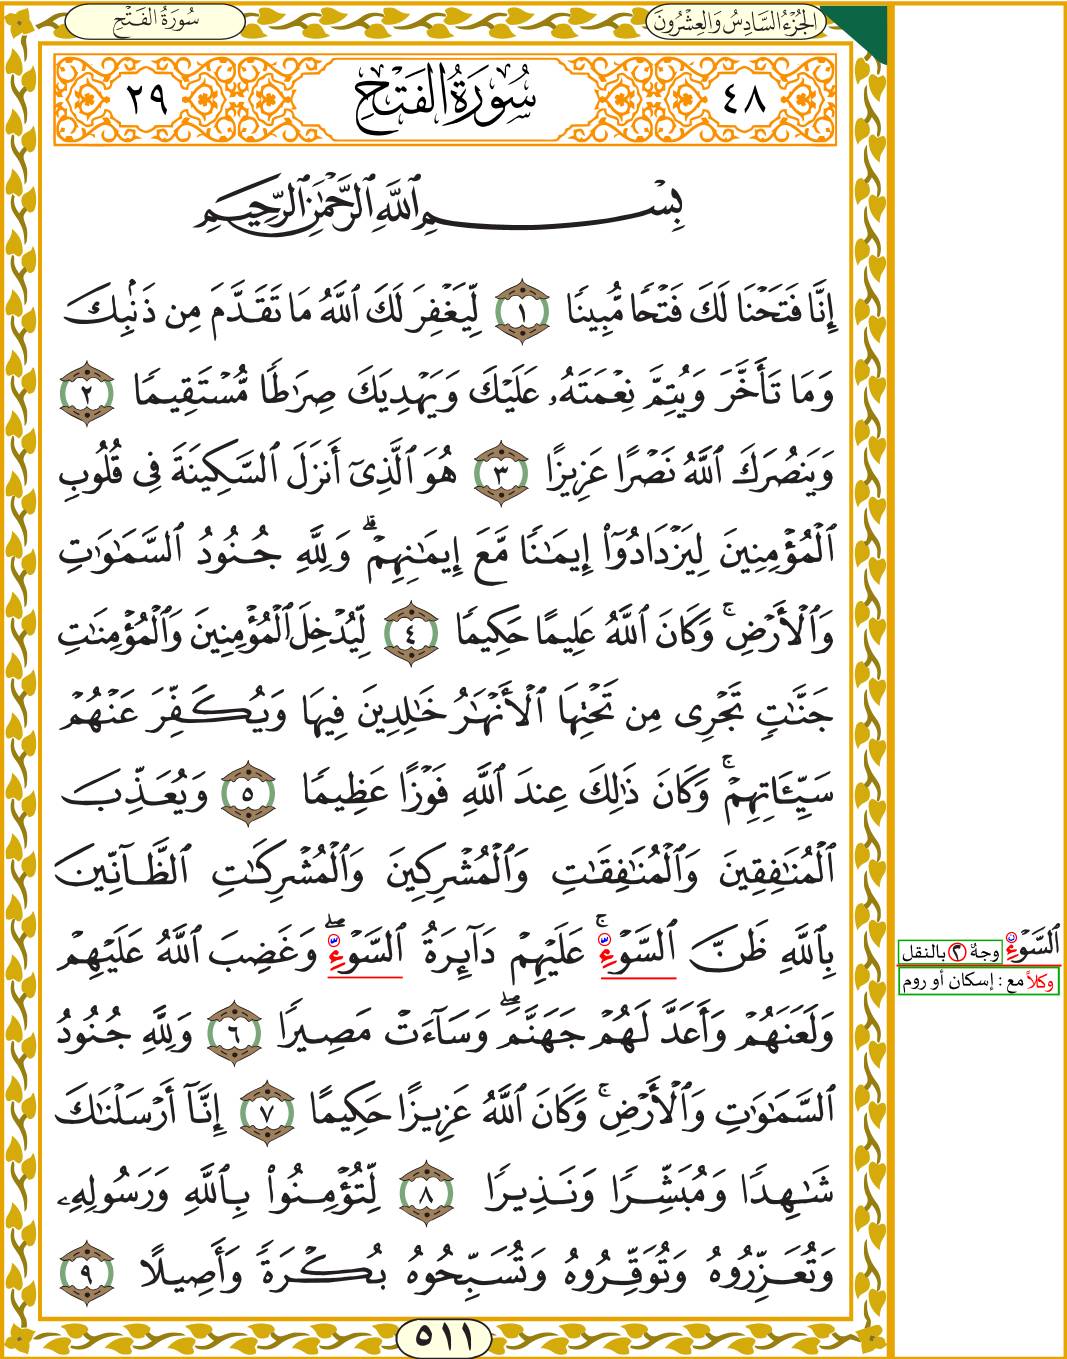 سُورَةُ الفَتْحِ
الجُزْءُ السَّادِسُ وَالعِشْرُونَ
٤٨ سُورَةُ الفَتْحِ ٢٩
بِسْمِ ٱللَّهِ ٱلرَّحْمَٰنِ ٱلرَّحِيمِ
إِنَّا فَتَحْنَا لَكَ فَتْحًا مُّبِينًا ١ لِّيَغْفِرَ لَكَ ٱللَّهُ مَا تَقَدَّمَ مِن ذَنۢبِكَ
وَمَا تَأَخَّرَ وَيُتِمَّ نِعْمَتَهُۥ عَلَيْكَ وَيَهْدِيَكَ صِرَٰطًا مُّسْتَقِيمًا ٢
وَيَنصُرَكَ ٱللَّهُ نَصْرًا عَزِيزًا ٣ هُوَ ٱلَّذِىٓ أَنزَلَ ٱلسَّكِينَةَ فِى قُلُوبِ
ٱلْمُؤْمِنِينَ لِيَزْدَادُوٓا۟ إِيمَٰنًا مَّعَ إِيمَٰنِهِمْ ۗ وَلِلَّهِ جُنُودُ ٱلسَّمَٰوَٰتِ
وَٱلْأَرْضِ ۚ وَكَانَ ٱللَّهُ عَلِيمًا حَكِيمًا ٤ لِّيُدْخِلَ ٱلْمُؤْمِنِينَ وَٱلْمُؤْمِنَٰتِ
جَنَّٰتٍ تَجْرِى مِن تَحْتِهَا ٱلْأَنْهَٰرُ خَٰلِدِينَ فِيهَا وَيُكَفِّرَ عَنْهُمْ
سَيِّـَٔاتِهِمْ ۚ وَكَانَ ذَٰلِكَ عِندَ ٱللَّهِ فَوْزًا عَظِيمًا ٥ وَيُعَذِّبَ
ٱلْمُنَٰفِقِينَ وَٱلْمُنَٰفِقَٰتِ وَٱلْمُشْرِكِينَ وَٱلْمُشْرِكَٰتِ ٱلظَّآنِّينَ
بِٱللَّهِ ظَنَّ ٱلسَّوْءِ ۚ عَلَيْهِمْ دَآئِرَةُ ٱلسَّوْءِ ۖ وَغَضِبَ ٱللَّهُ عَلَيْهِمْ
وَلَعَنَهُمْ وَأَعَدَّ لَهُمْ جَهَنَّمَ ۖ وَسَآءَتْ مَصِيرًا ٦ وَلِلَّهِ جُنُودُ
ٱلسَّمَٰوَٰتِ وَٱلْأَرْضِ ۚ وَكَانَ ٱللَّهُ عَزِيزًا حَكِيمًا ٧ إِنَّآ أَرْسَلْنَٰكَ
شَٰهِدًا وَمُبَشِّرًا وَنَذِيرًا ٨ لِّتُؤْمِنُوا۟ بِٱللَّهِ وَرَسُولِهِۦ
وَتُعَزِّرُوهُ وَتُوَقِّرُوهُ وَتُسَبِّحُوهُ بُكْرَةً وَأَصِيلًا ٩
٥١١
ٱلسَّوْءِ وجهٌ ٢ بالنقل
وكلاً مع : إسكان أو روم